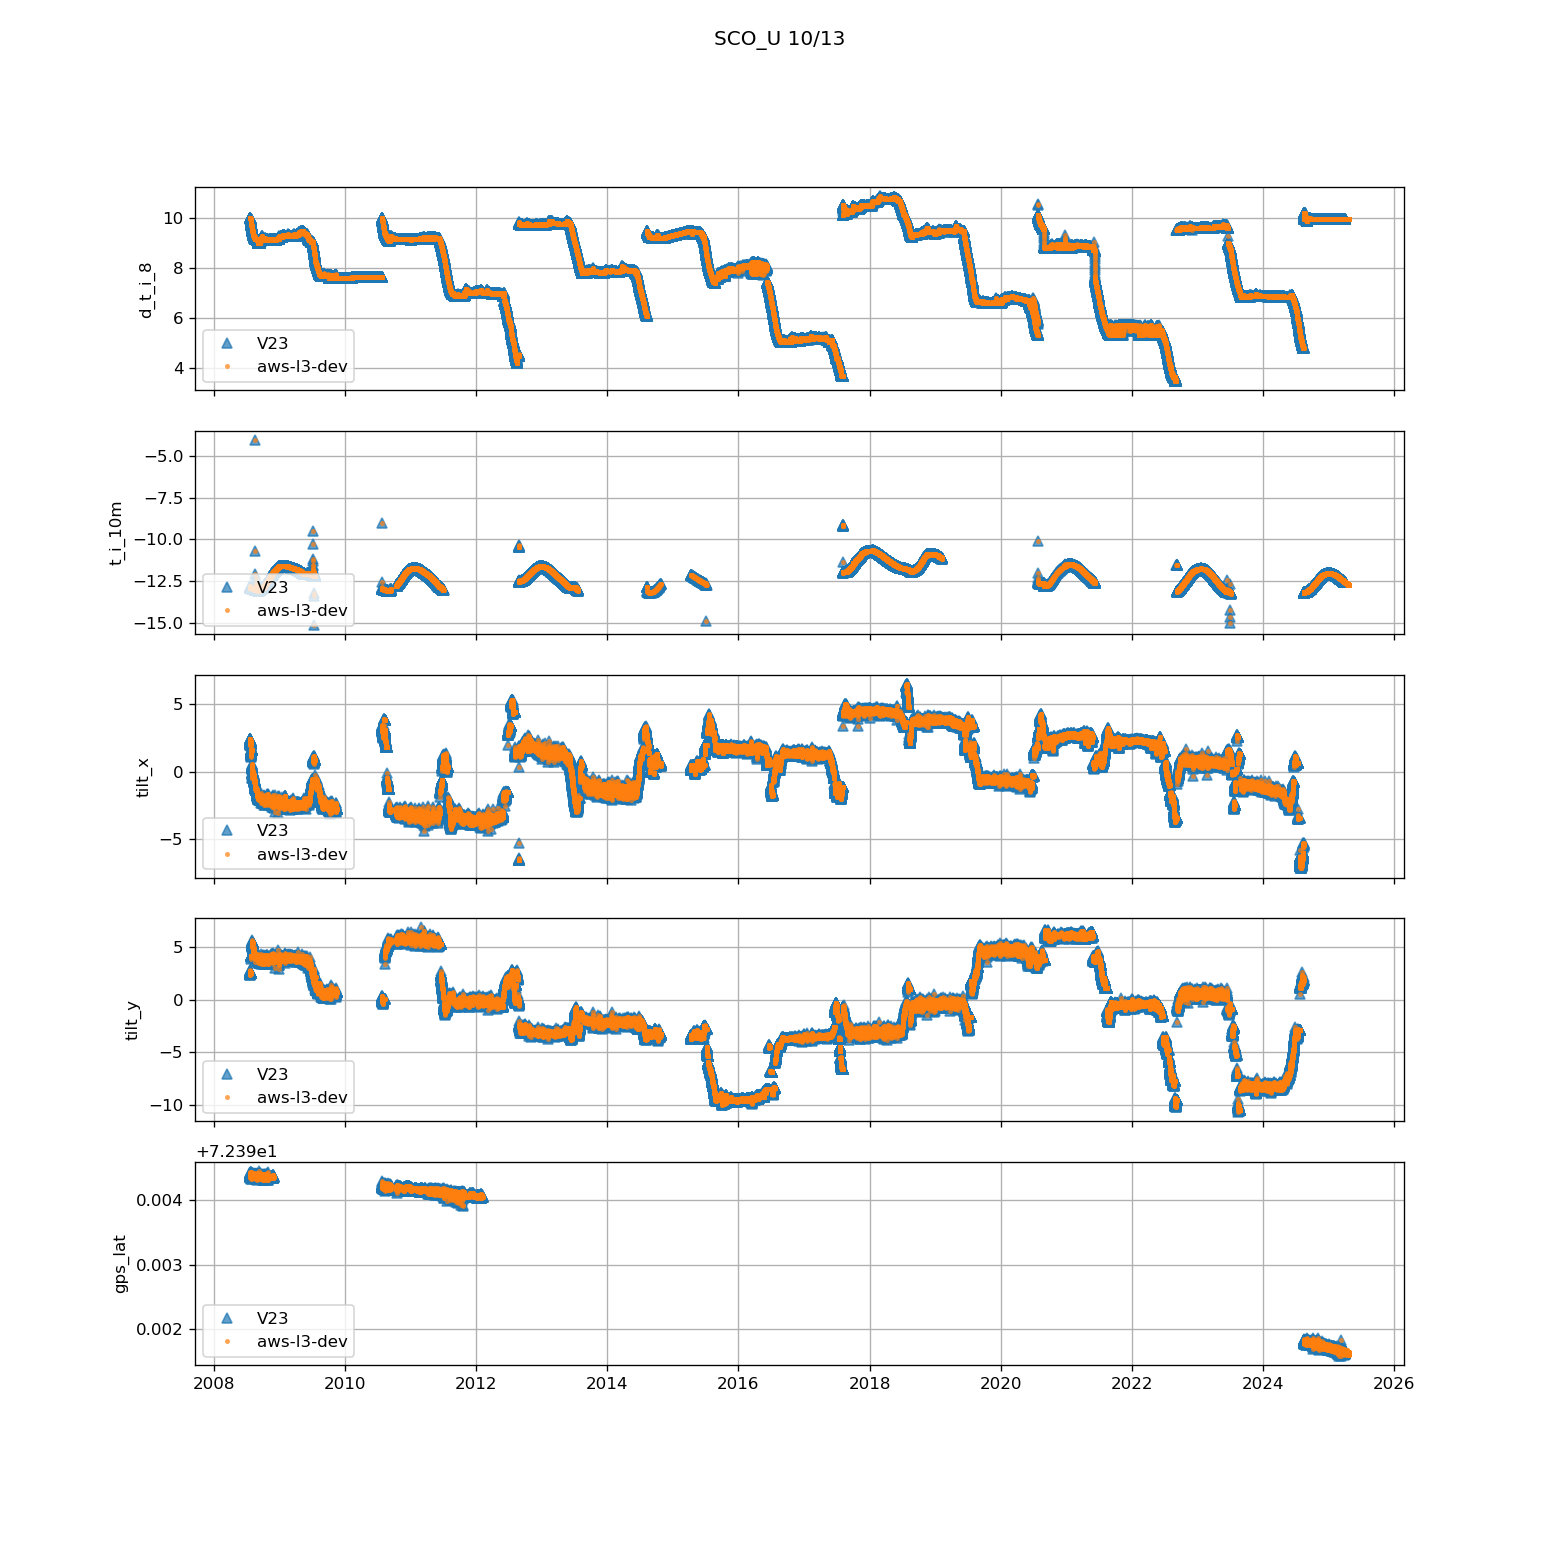 SCO_U 10/13
10
8
6
4
d_t_i_8
V23
aws-l3-dev
−5.0
−7.5
−10.0
−12.5
−15.0
t_i_10m
V23
aws-l3-dev
5
0
−5
tilt_x
V23
aws-l3-dev
5
0
−5
−10
tilt_y
V23
aws-l3-dev
+7.239e1
0.004
0.003
0.002
gps_lat
V23
aws-l3-dev
2008 2010 2012 2014 2016 2018 2020 2022 2024 2026